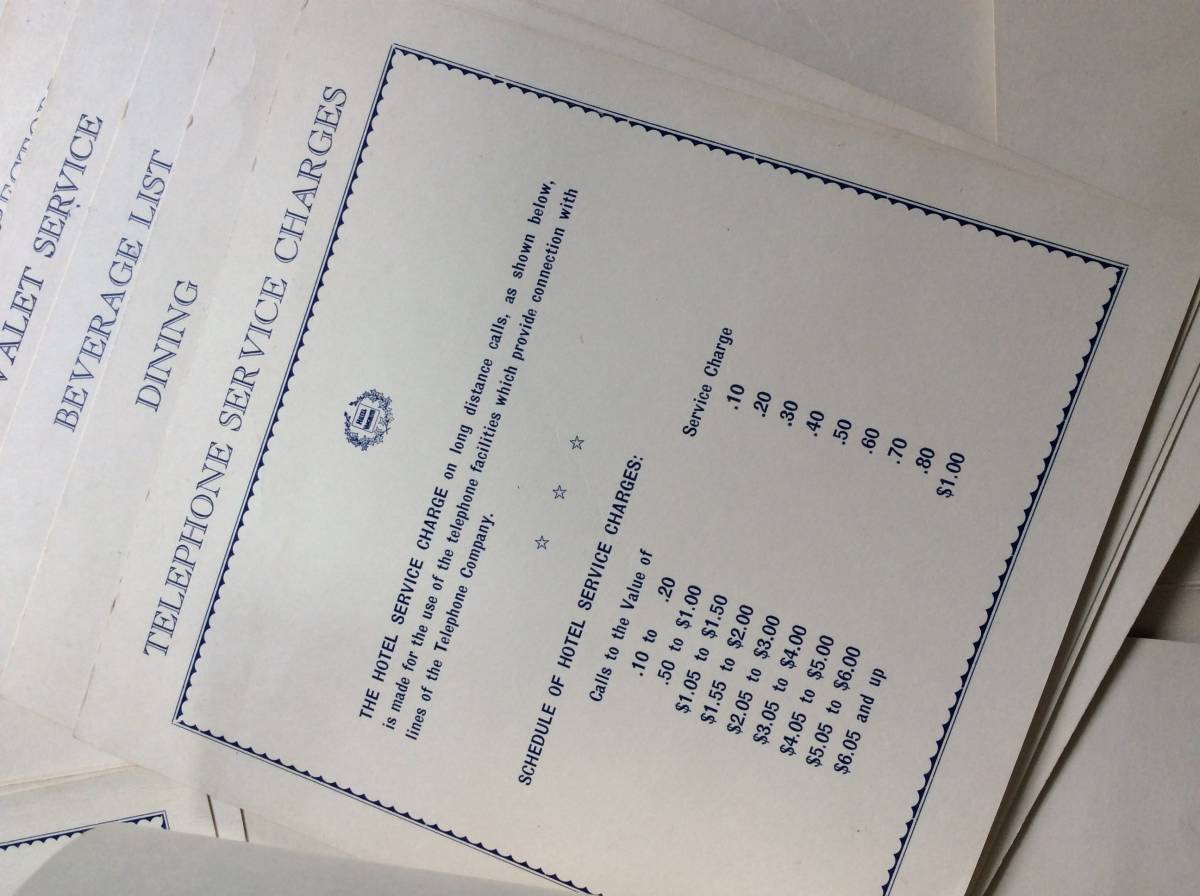 VALET SERVICE
BEVERAGE LIST
DINING
TELEPHONE SERVICE CHARGES
THE HOTEL SERVICE CHARGE on long distance calls, as shown below,
is made for the use of the telephone facilities which provide connection with
lines of the Telephone Company.
SCHEDULE OF HOTEL SERVICE CHARGES:
Calls to the Value of Service Charge
.10 to .20 .10
.50 to $1.00 .20
$1.05 to $1.50 .30
$1.55 to $2.00 .40
$2.05 to $3.00 .50
$3.05 to $4.00 .60
$4.05 to $5.00 .70
$5.05 to $6.00 .80
$6.05 and up $1.00